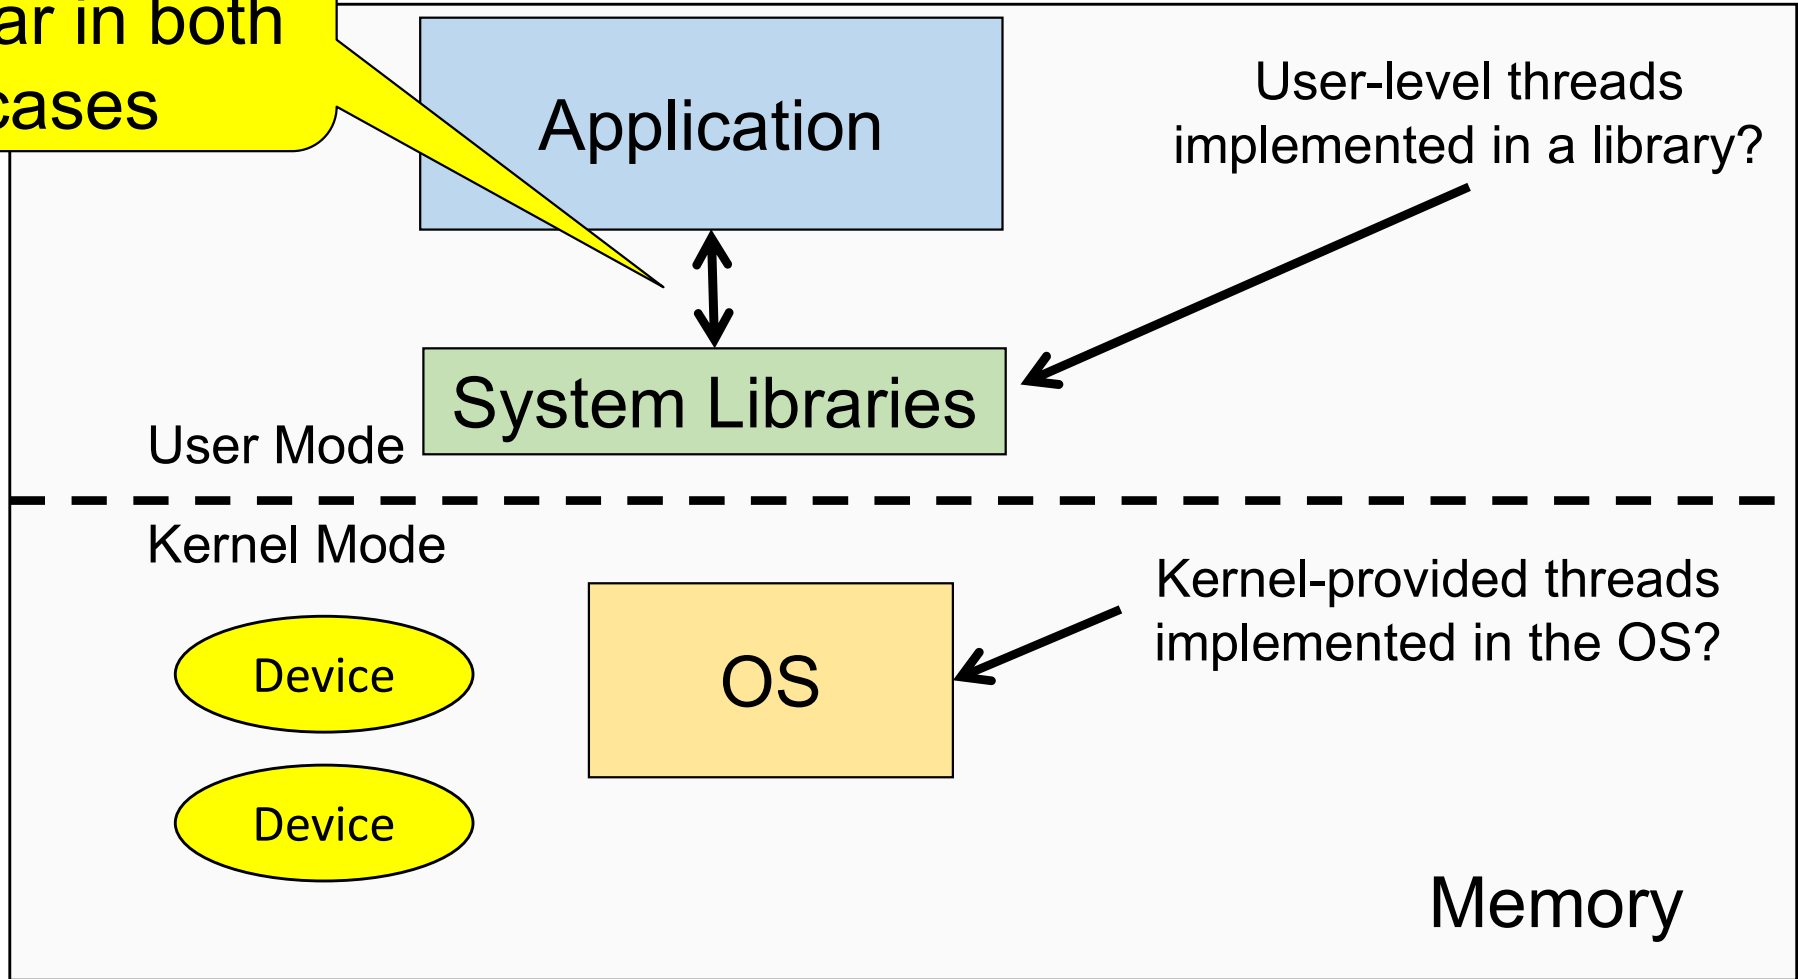 in both
cases
Application
User-level threads
implemented in a library?
System Libraries
User Mode
Kernel Mode
Kernel-provided threads
implemented in the OS?
Device
OS
Device
Memory